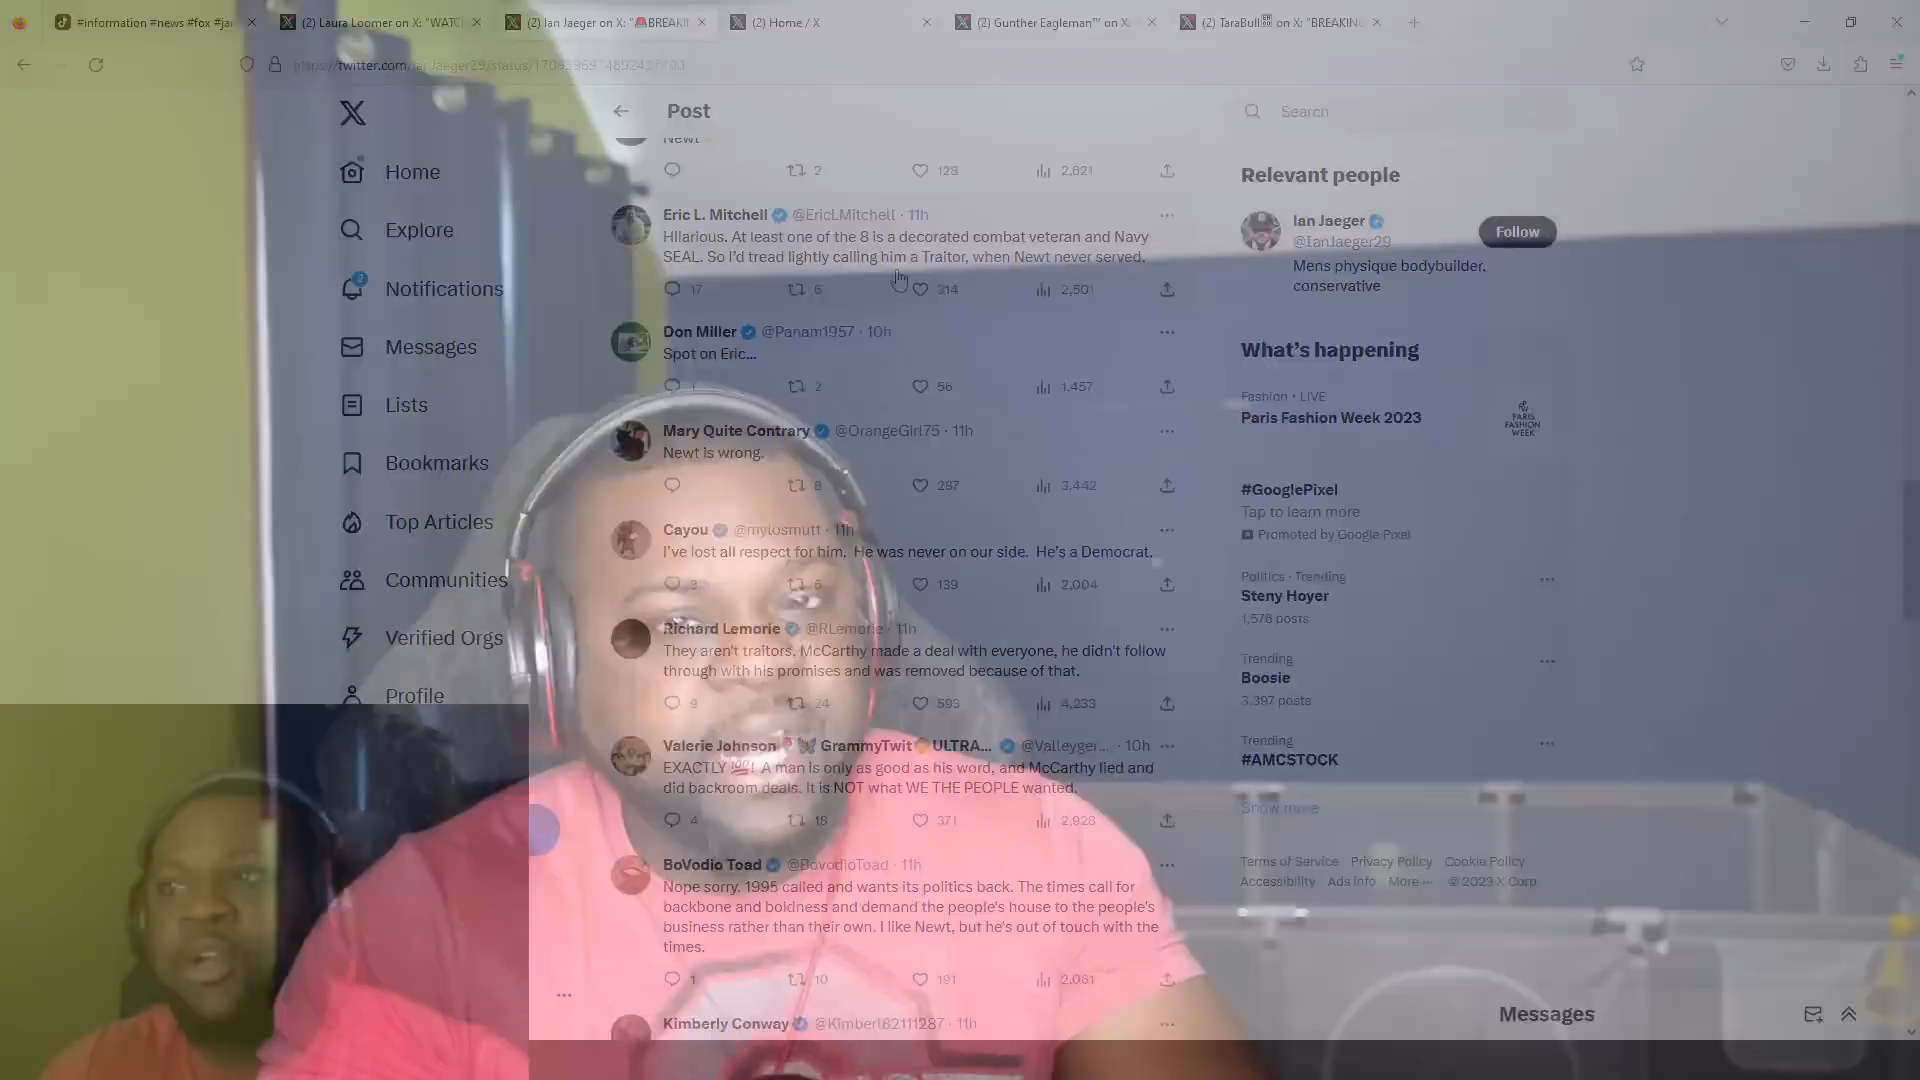 #information #news #fox #ja
(2) Laura Loomer on X: "WATC
(2) Ian Jaeger on X: "🚨BREAKI
(2) Home / X
(2) Gunther Eagleman™ on X
(2) TaraBull on X: "BREAKIN
Post
Search
Home
Explore
2
Notifications
Messages
Lists
Bookmarks
Top Articles
Communities
Verified Orgs
Profile
Newt
2 128 2,621
Eric L. Mitchell @EricLMitchell · 11h
Hilarious. At least one of the 8 is a decorated combat veteran and Navy
SEAL. So I'd tread lightly calling him a Traitor, when Newt never served.
17 6 314 2,501
Don Miller @Panam1957 · 10h
Spot on Eric...
1 2 56 1,457
Mary Quite Contrary @OrangeGirl75 · 11h
Newt is wrong.
8 287 3,442
Cayou @mylosmutt · 11h
I've lost all respect for him. He was never on our side. He's a Democrat.
3 6 139 2,004
Richard Lemorie @RLemorie · 11h
They aren't traitors, McCarthy made a deal with everyone, he didn't follow
through with his promises and was removed because of that.
9 24 593 4,233
Valerie Johnson GrammyTwit ULTRA... @Valleyger... · 10h
EXACTLY 💯! A man is only as good as his word, and McCarthy lied and
did backroom deals. It is NOT what WE THE PEOPLE wanted.
4 18 371 2,928
BoVodio Toad @BovodioToad · 11h
Nope sorry. 1995 called and wants its politics back. The times call for
backbone and boldness and demand the people's house to the people's
business rather than their own. I like Newt, but he's out of touch with the
times.
1 10 191 2,061
Kimberly Conway @Kimberl82111287 · 11h
Relevant people
Ian Jaeger
@IanJaeger29
Follow
Mens physique bodybuilder,
conservative
What's happening
Fashion · LIVE
Paris Fashion Week 2023
PARIS
FASHION
WEEK
#GooglePixel
Tap to learn more
Promoted by Google Pixel
Politics · Trending
Steny Hoyer
1,576 posts
Trending
Boosie
3,397 posts
Trending
#AMCSTOCK
Show more
Terms of Service Privacy Policy Cookie Policy
Accessibility Ads info More ··· © 2023 X Corp.
Messages